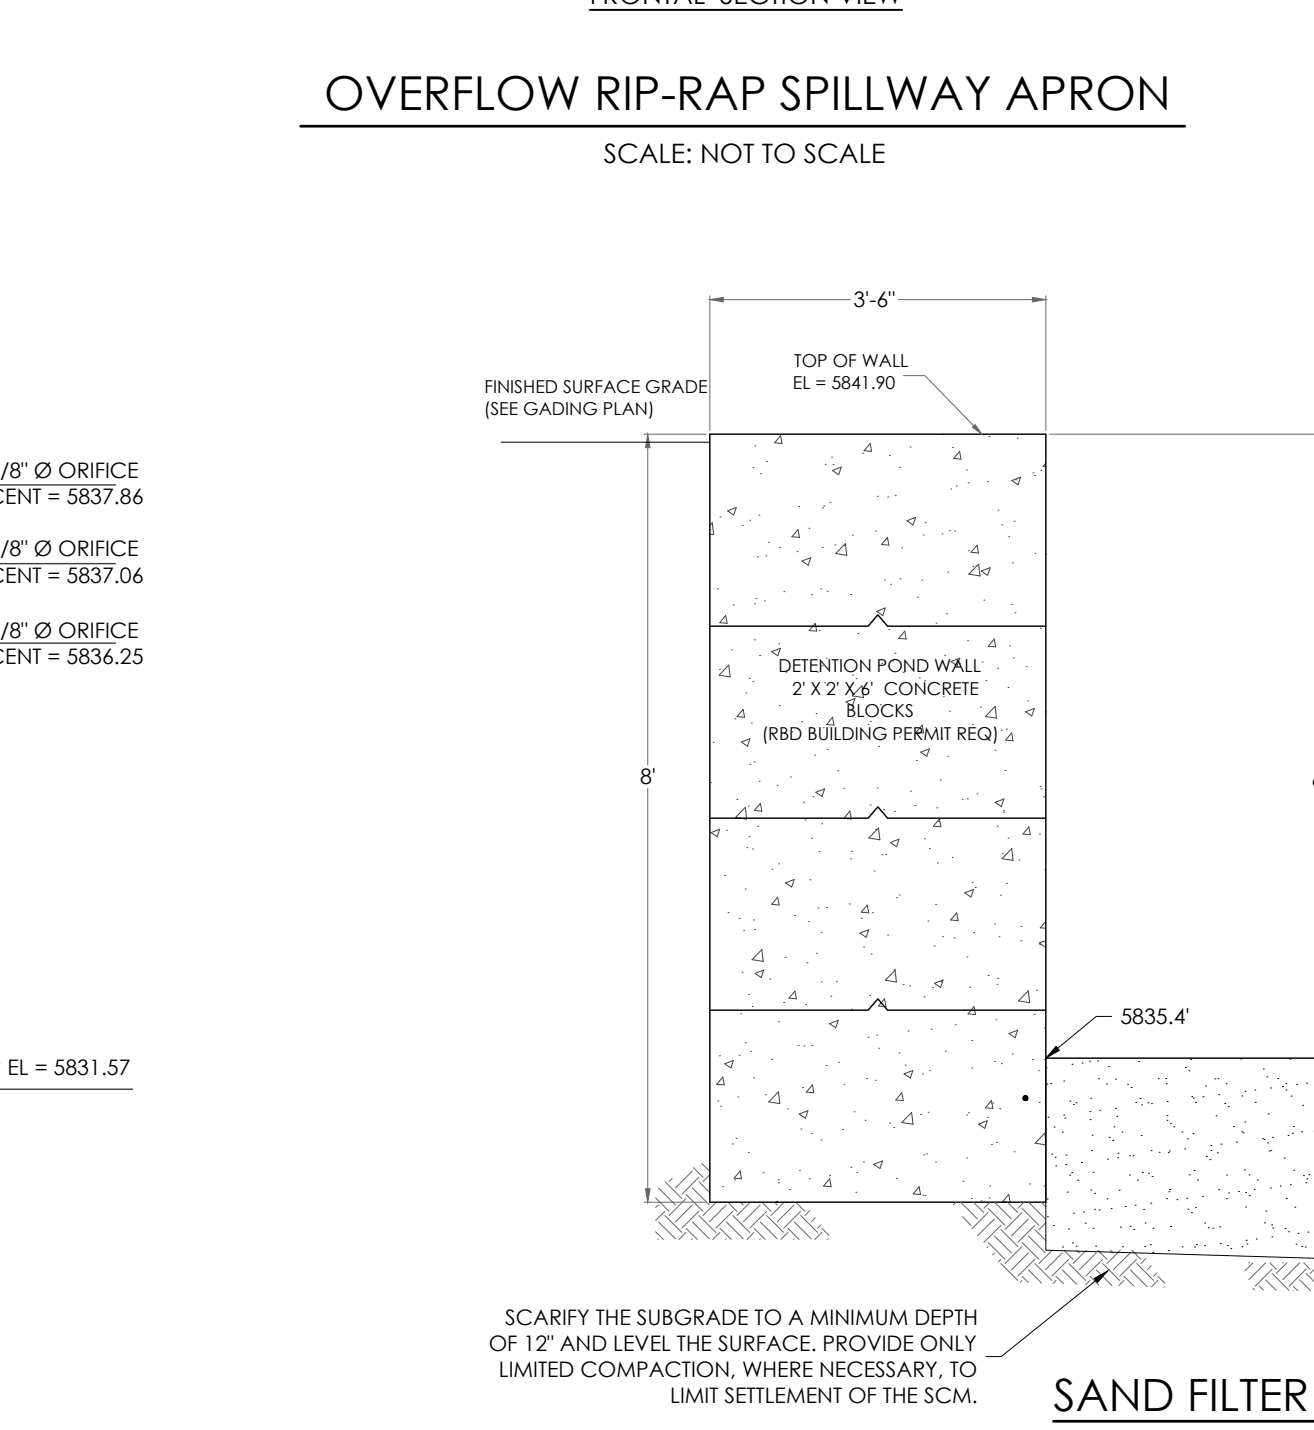 FRONTAL SECTION VIEW
OVERFLOW RIP-RAP SPILLWAY APRON
SCALE: NOT TO SCALE
3'-6"
TOP OF WALL
EL = 5841.90
FINISHED SURFACE GRADE
(SEE GADING PLAN)
/8" Ø ORIFICE
CENT = 5837.86
/8" Ø ORIFICE
CENT = 5837.06
/8" Ø ORIFICE
CENT = 5836.25
DETENTION POND WALL
2' X 2' X 6' CONCRETE
BLOCKS
(RBD BUILDING PERMIT REQ)
8'
5835.4'
EL = 5831.57
SCARIFY THE SUBGRADE TO A MINIMUM DEPTH
OF 12" AND LEVEL THE SURFACE. PROVIDE ONLY
LIMITED COMPACTION, WHERE NECESSARY, TO
LIMIT SETTLEMENT OF THE SCM.
SAND FILTER